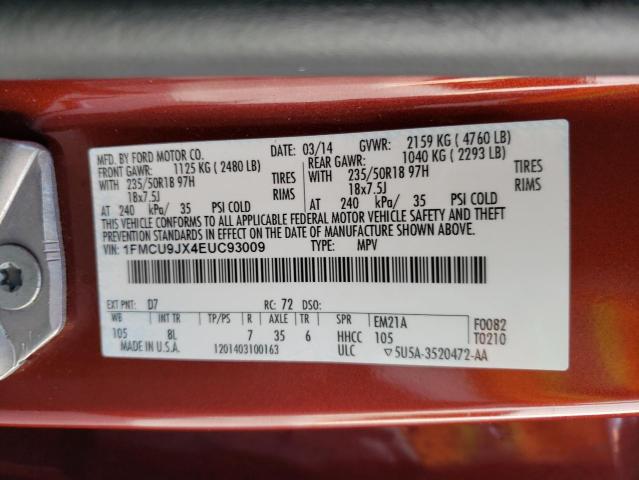 MFD. BY FORD MOTOR CO. 03/14 GVWR: 2159 KG ( 4760 LB)
FRONT GAWR: 1125 KG ( 2480 LB) REAR GAWR: 1040 KG ( 2293 LB)
WITH 235/50R18 97H TIRES WITH 235/50R18 97H TIRES
18x7.5J RIMS 18x7.5J RIMS
AT 240 kPa/ 35 PSI COLD AT 240 kPa/ 35 PSI COLD
THIS VEHICLE CONFORMS TO ALL APPLICABLE FEDERAL MOTOR VEHICLE SAFETY AND THEFT
PREVENTION STANDARDS IN EFFECT ON THE DATE OF MANUFACTURE SHOWN ABOVE.
VIN: 1FMCU9JX4EUC93009 TYPE: MPV
EXT PNT: D7 RC: 72 DSO:
WB INT TR TP/PS R AXLE TR SPR EM21A F0082
105 8L 7 35 6 HHCC 105 T0210
MADE IN U.S.A. 1201403100163 ULC ▽5U5A-3520472-AA